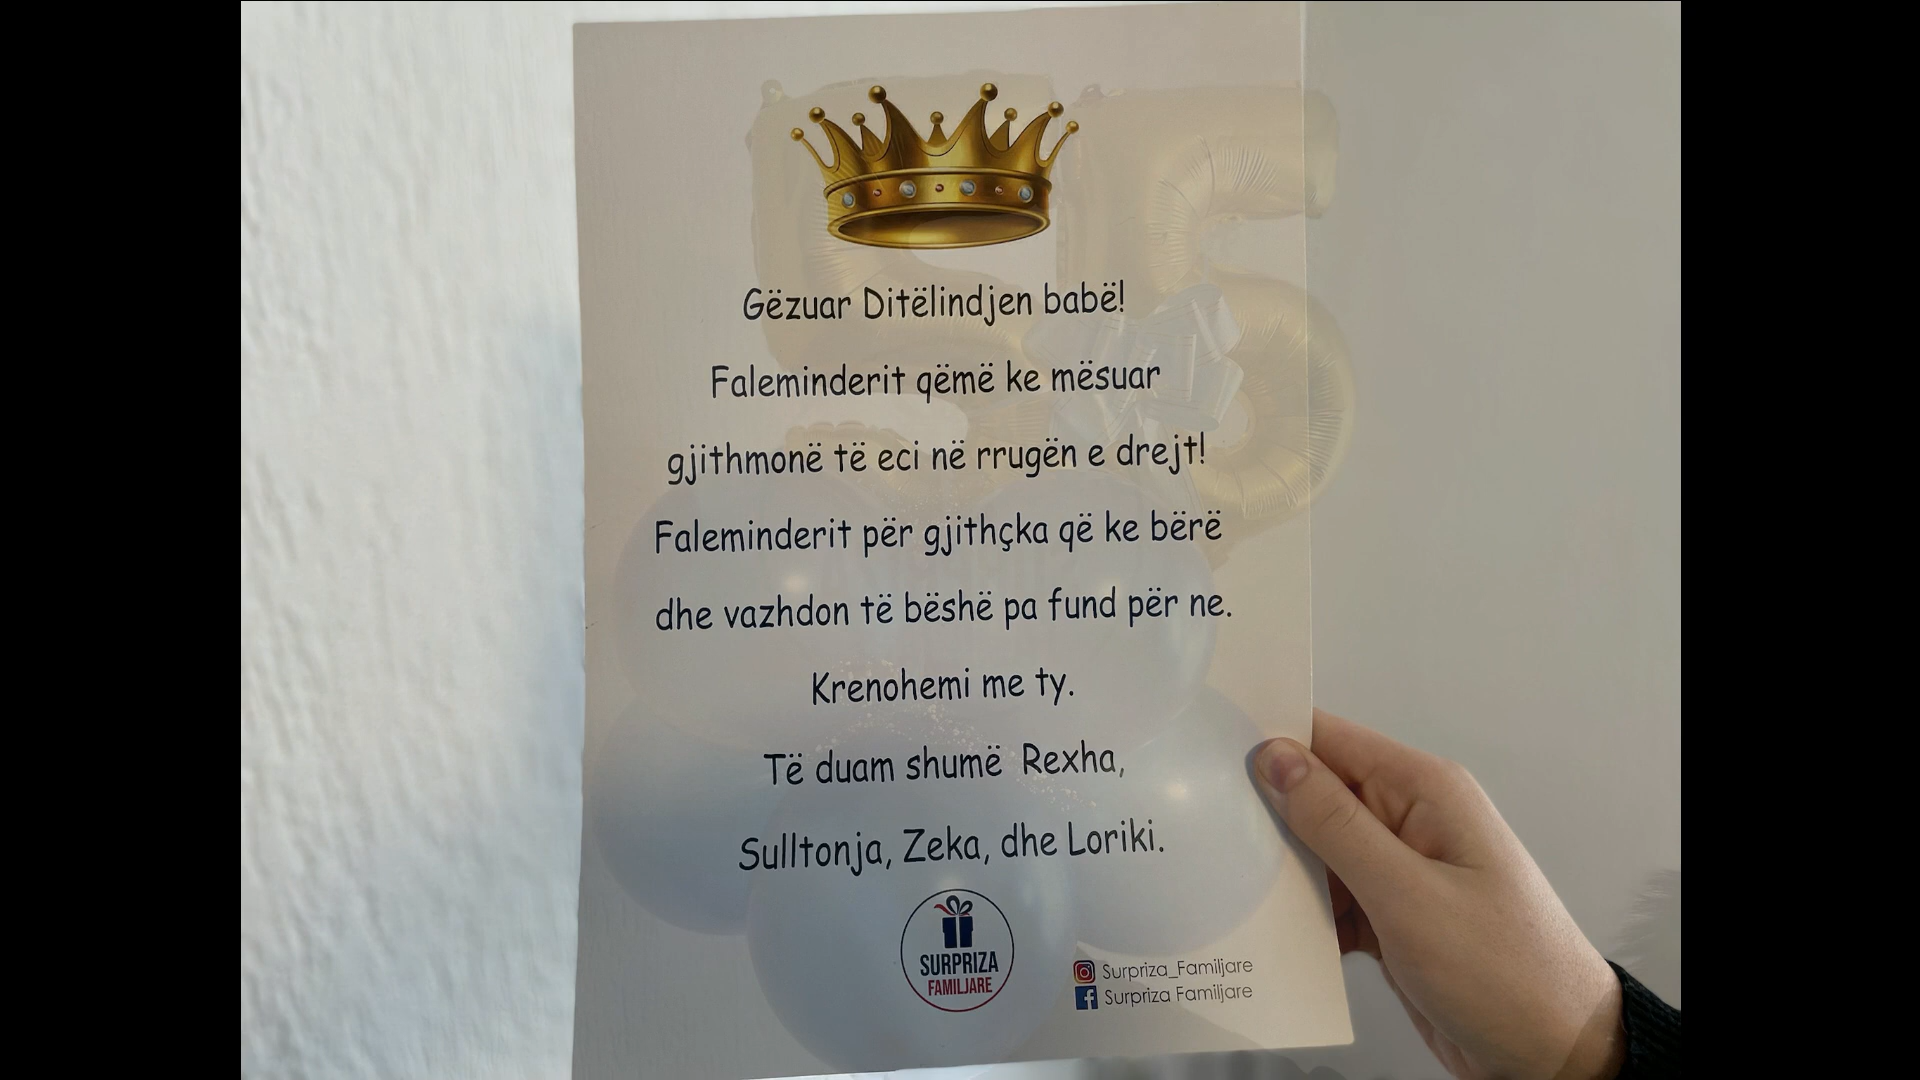 Gëzuar Ditëlindjen babë!
Faleminderit qëmë ke mësuar
gjithmonë të eci në rrugën e drejt!
Faleminderit për gjithçka që ke bërë
dhe vazhdon të bëshë pa fund për ne.
Krenohemi me ty.
Të duam shumë Rexha,
Sulltonja, Zeka, dhe Loriki.
SURPRIZA
FAMILJARE
Surpriza_Familjare
Surpriza Familjare